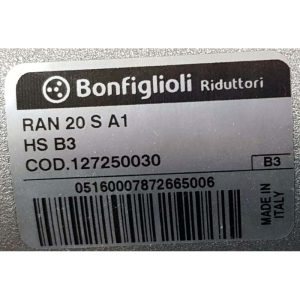 Bonfiglioli Riduttori
RAN 20 S A1
HS B3
COD.127250030
B3
05160007872665006
MADE IN
ITALY